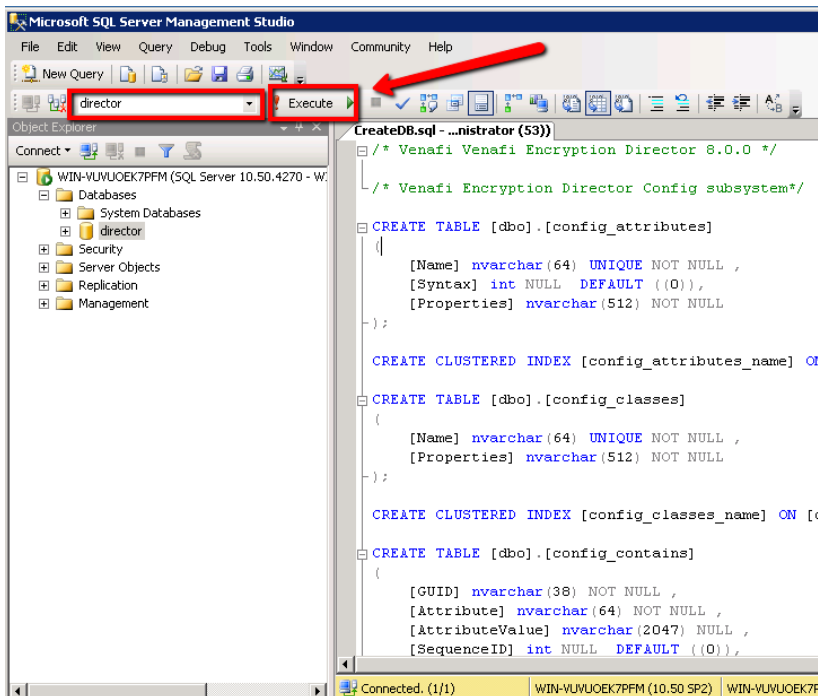 Microsoft SQL Server Management Studio
File Edit View Query Debug Tools Window Community Help
New Query
director Execute
Object Explorer
CreateDB.sql - ...nistrator (53))
Connect
WIN-VUVUOEK7PFM (SQL Server 10.50.4270 - W
Databases
System Databases
director
Security
Server Objects
Replication
Management
/* Venafi Venafi Encryption Director 8.0.0 */
/* Venafi Encryption Director Config subsystem*/
CREATE TABLE [dbo].[config_attributes]
(
[Name] nvarchar(64) UNIQUE NOT NULL ,
[Syntax] int NULL DEFAULT ((0)),
[Properties] nvarchar(512) NOT NULL
);
CREATE CLUSTERED INDEX [config_attributes_name] ON
CREATE TABLE [dbo].[config_classes]
(
[Name] nvarchar(64) UNIQUE NOT NULL ,
[Properties] nvarchar(512) NOT NULL
);
CREATE CLUSTERED INDEX [config_classes_name] ON [
CREATE TABLE [dbo].[config_contains]
(
[GUID] nvarchar(38) NOT NULL ,
[Attribute] nvarchar(64) NOT NULL ,
[AttributeValue] nvarchar(2047) NULL ,
[SequenceID] int NULL DEFAULT ((0)),
Connected. (1/1) WIN-VUVUOEK7PFM (10.50 SP2) WIN-VUVUOEK7P